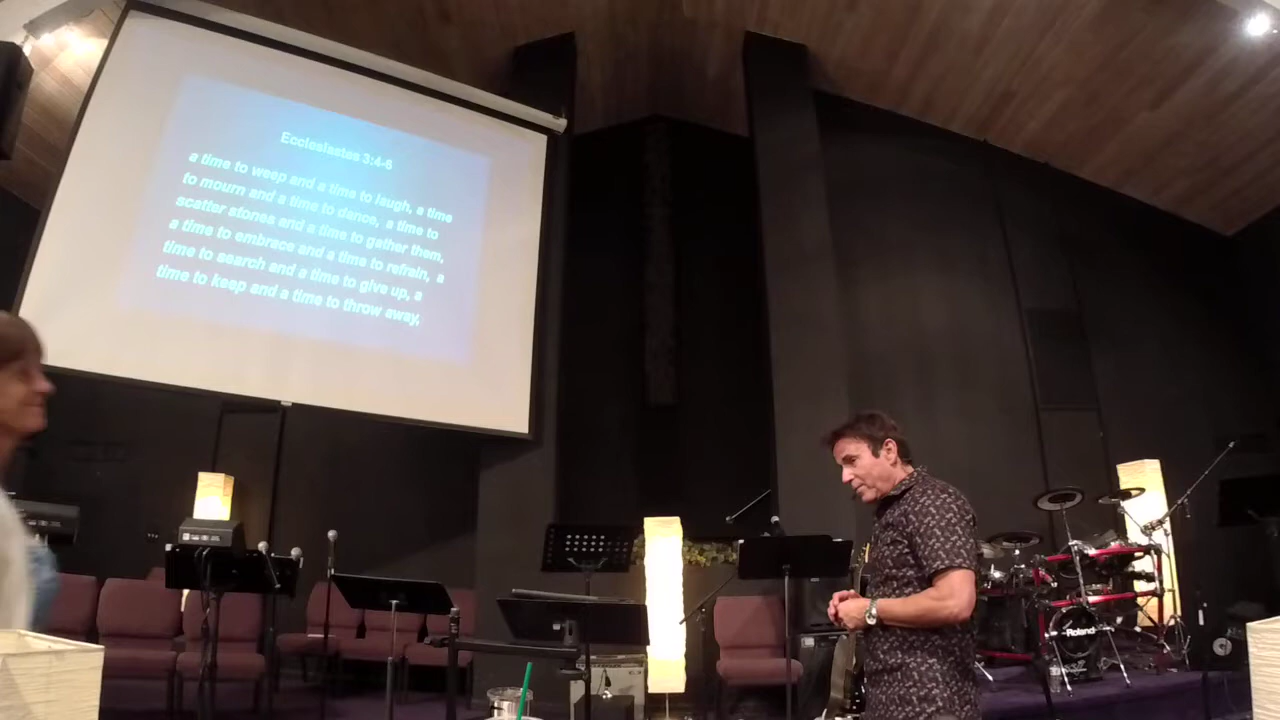 Ecclesiastes 3:4-6
a time to weep and a time to laugh, a time
to mourn and a time to dance, a time to
scatter stones and a time to gather them,
a time to embrace and a time to refrain, a
time to search and a time to give up, a
time to keep and a time to throw away,
Roland